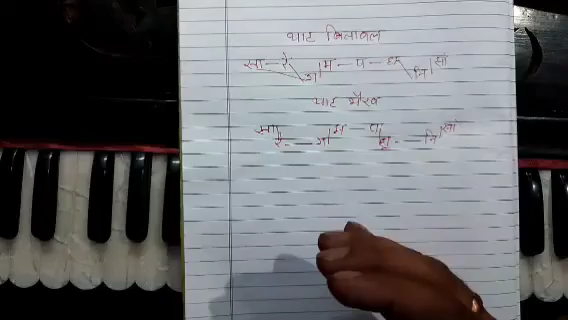 थाट बिलावल
सा - रे ग म - प - ध नि सां
थाट भैरव
सा रे - ग म - प ध - नि सां